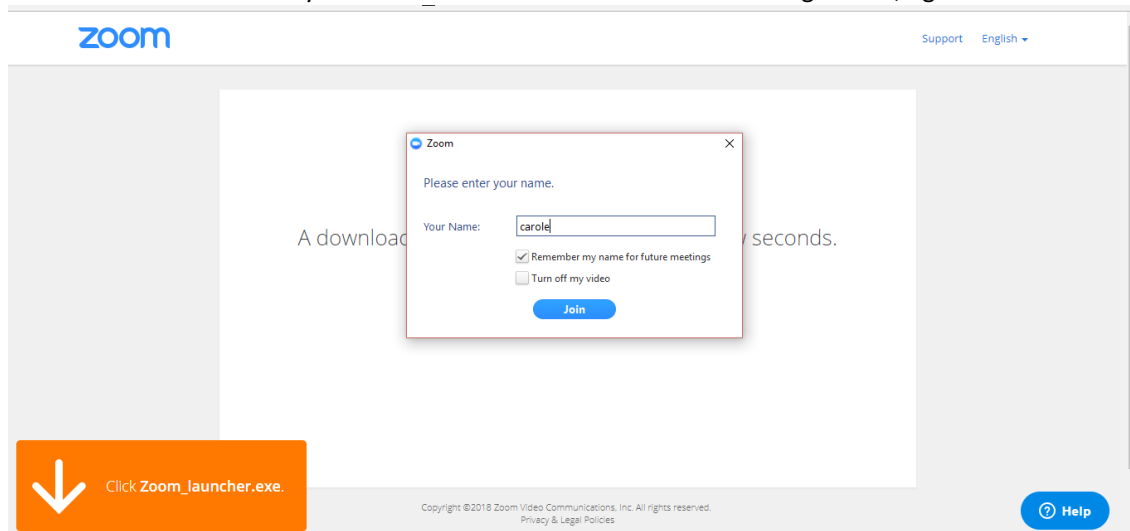 zoom
Support English
Zoom
Please enter your name.
Your Name: carole
A downloa seconds.
Remember my name for future meetings
Turn off my video
Join
Click Zoom_launcher.exe.
Copyright ©2018 Zoom Video Communications, Inc. All rights reserved.
Privacy & Legal Policies
Help